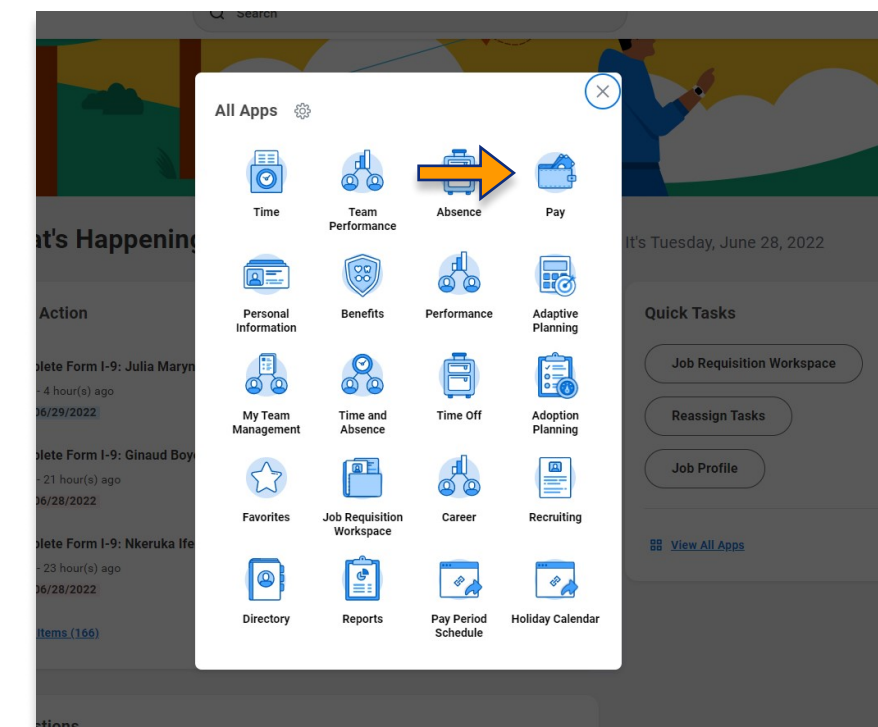 Search
All Apps
Time
Team
Performance
Absence
Pay
Personal
Information
Benefits
Performance
Adaptive
Planning
My Team
Management
Time and
Absence
Time Off
Adoption
Planning
Favorites
Job Requisition
Workspace
Career
Recruiting
Directory
Reports
Pay Period
Schedule
Holiday Calendar
at's Happening
It's Tuesday, June 28, 2022
Action
plete Form I-9: Julia Maryn
- 4 hour(s) ago
06/29/2022
plete Form I-9: Ginaud Boy
- 21 hour(s) ago
06/28/2022
plete Form I-9: Nkeruka Ife
- 23 hour(s) ago
06/28/2022
Items (166)
Quick Tasks
Job Requisition Workspace
Reassign Tasks
Job Profile
View All Apps